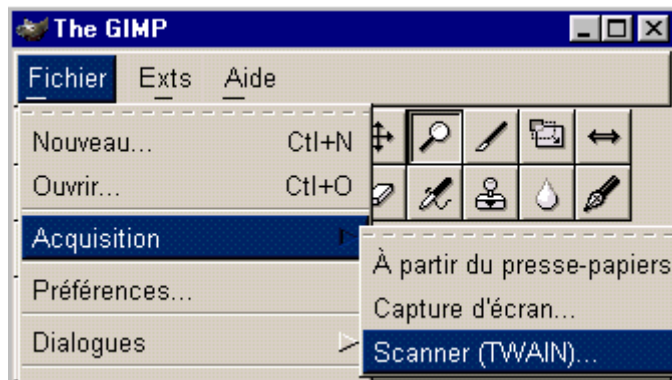 The GIMP
Fichier Exts Aide
Nouveau... Ctl+N
Ouvrir... Ctl+O
Acquisition
À partir du presse-papiers
Préférences...
Capture d'écran...
Dialogues
Scanner (TWAIN)...